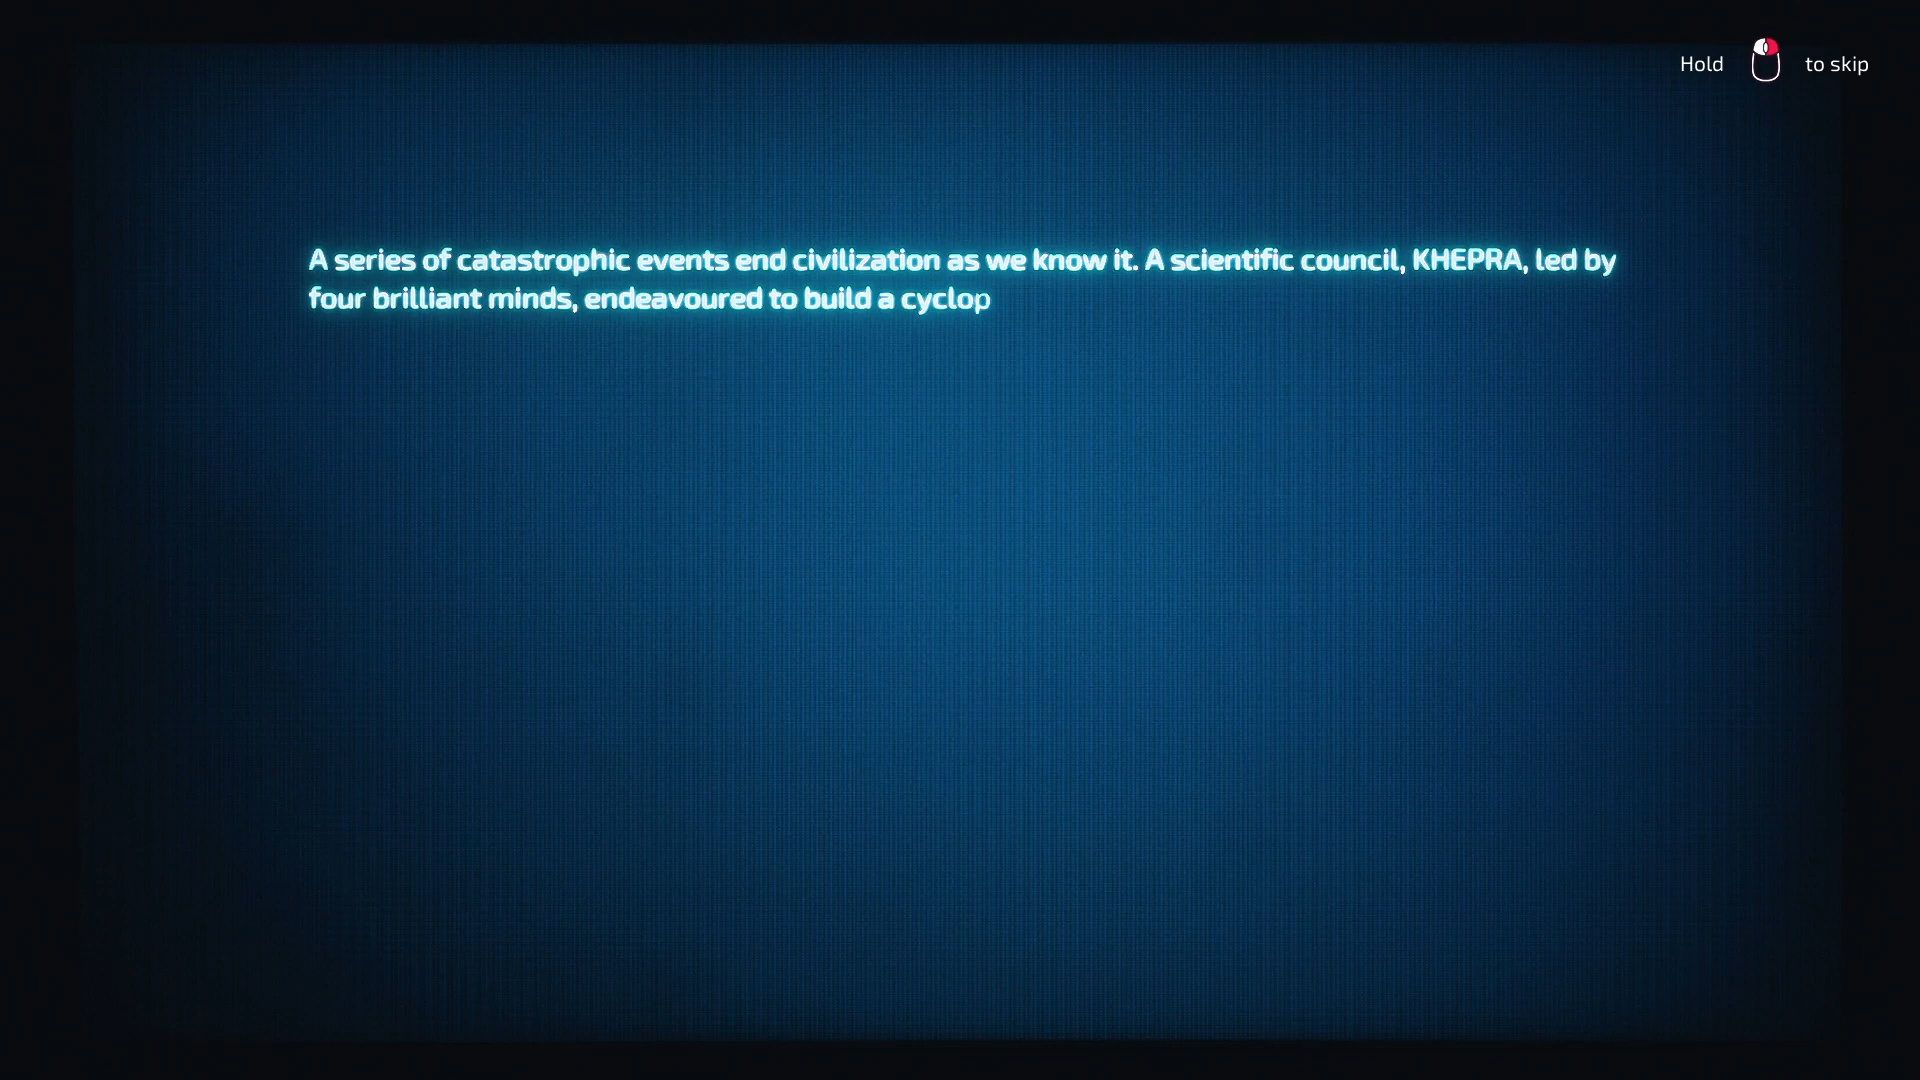 Hold to skip
A series of catastrophic events end civilization as we know it. A scientific council, KHEPRA, led by
four brilliant minds, endeavoured to build a cyclop